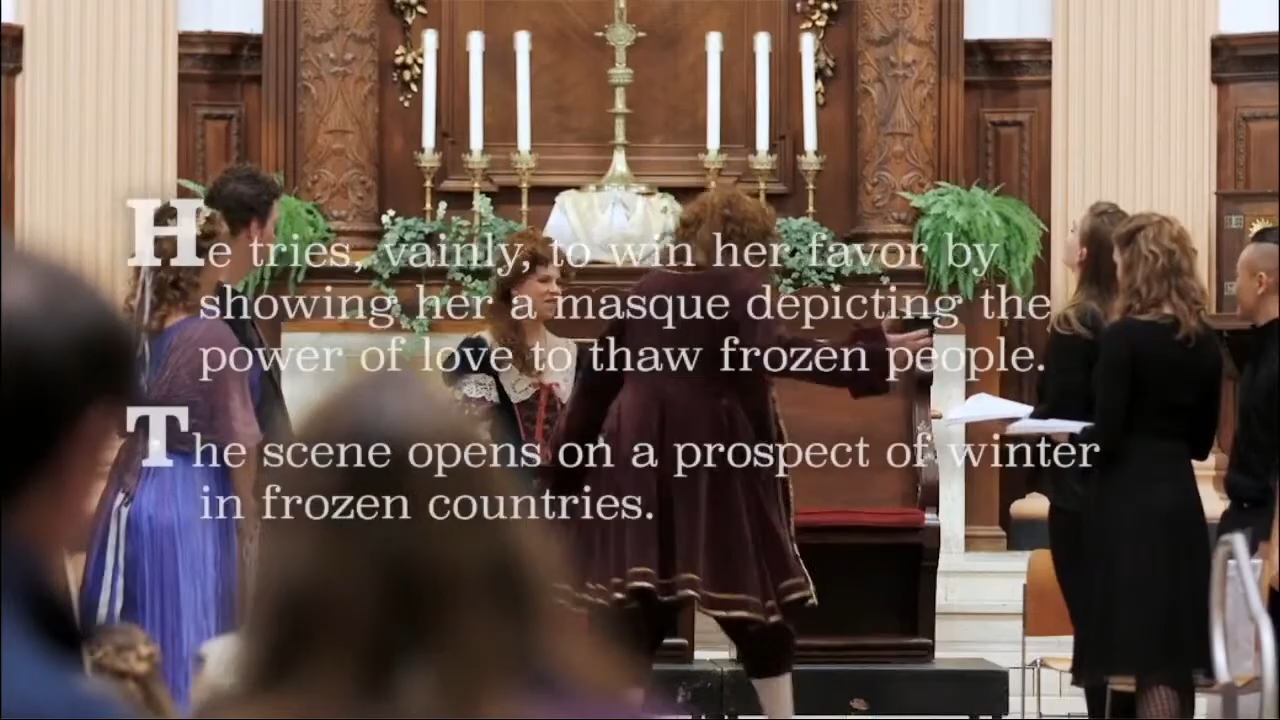 He tries, vainly, to win her favor by
showing her a masque depicting the
power of love to thaw frozen people.
The scene opens on a prospect of winter
in frozen countries.